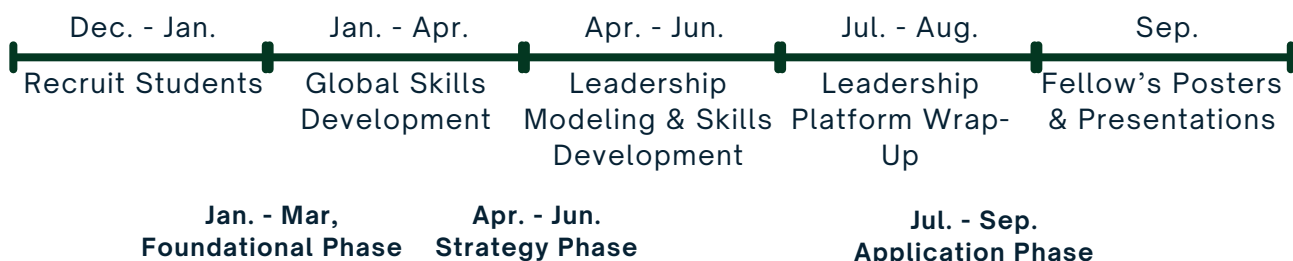 Dec. - Jan.
Jan. - Apr.
Apr. - Jun.
Jul. - Aug.
Sep.
Recruit Students
Global Skills
Development
Leadership
Modeling & Skills
Development
Leadership
Platform Wrap-
Up
Fellow’s Posters
& Presentations
Jan. - Mar,
Foundational Phase
Apr. - Jun.
Strategy Phase
Jul. - Sep.
Application Phase